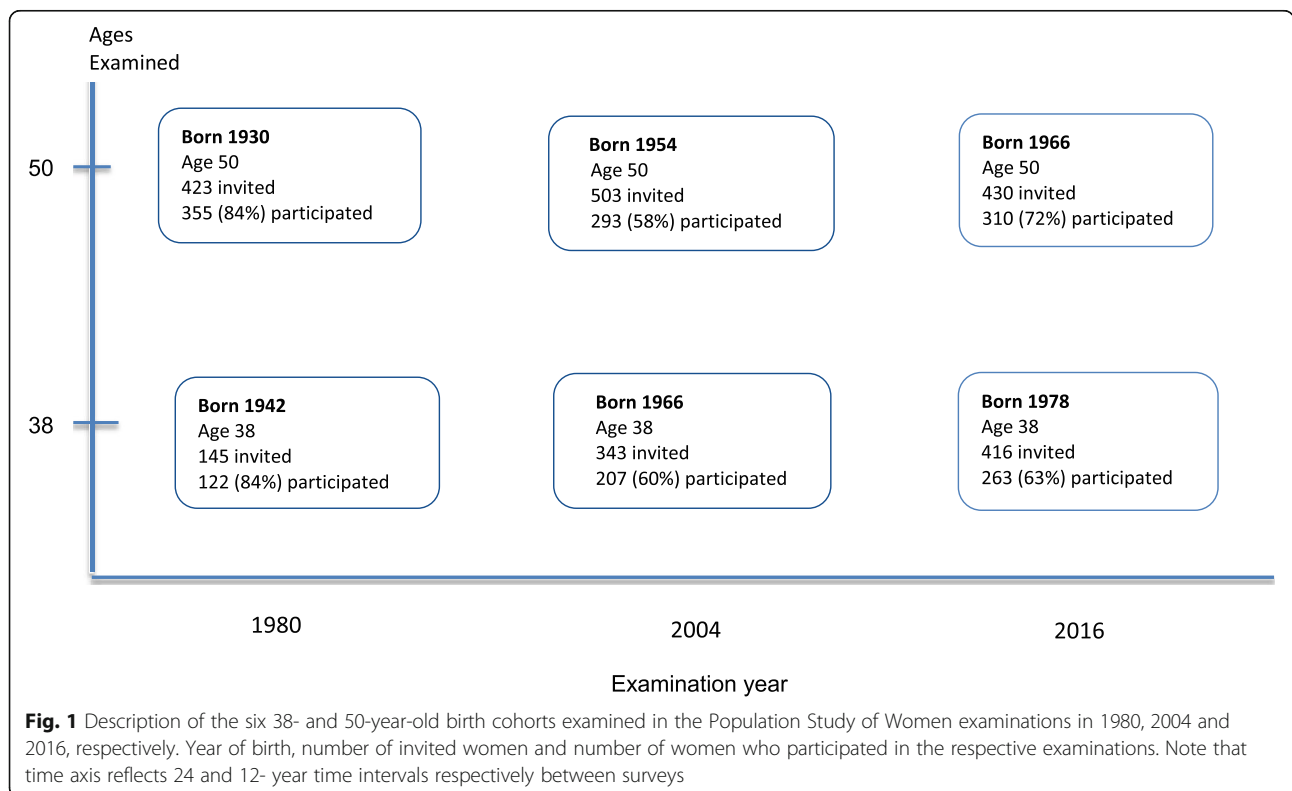 Ages
Examined
50
Born 1930
Age 50
423 invited
355 (84%) participated
Born 1954
Age 50
503 invited
293 (58%) participated
Born 1966
Age 50
430 invited
310 (72%) participated
38
Born 1942
Age 38
145 invited
122 (84%) participated
Born 1966
Age 38
343 invited
207 (60%) participated
Born 1978
Age 38
416 invited
263 (63%) participated
1980
2004
2016
Examination year
Fig. 1 Description of the six 38- and 50-year-old birth cohorts examined in the Population Study of Women examinations in 1980, 2004 and
2016, respectively. Year of birth, number of invited women and number of women who participated in the respective examinations. Note that
time axis reflects 24 and 12- year time intervals respectively between surveys